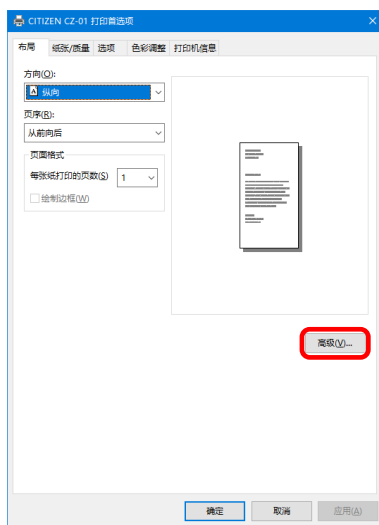 CITIZEN CZ-01 打印首选项
布局 纸张/质量 选项 色彩调整 打印机信息
方向(O):
A 纵向
页序(R):
从前向后
页面格式
每张纸打印的页数(S) 1
绘制边框(W)
高级(V)...
确定 取消 应用(A)